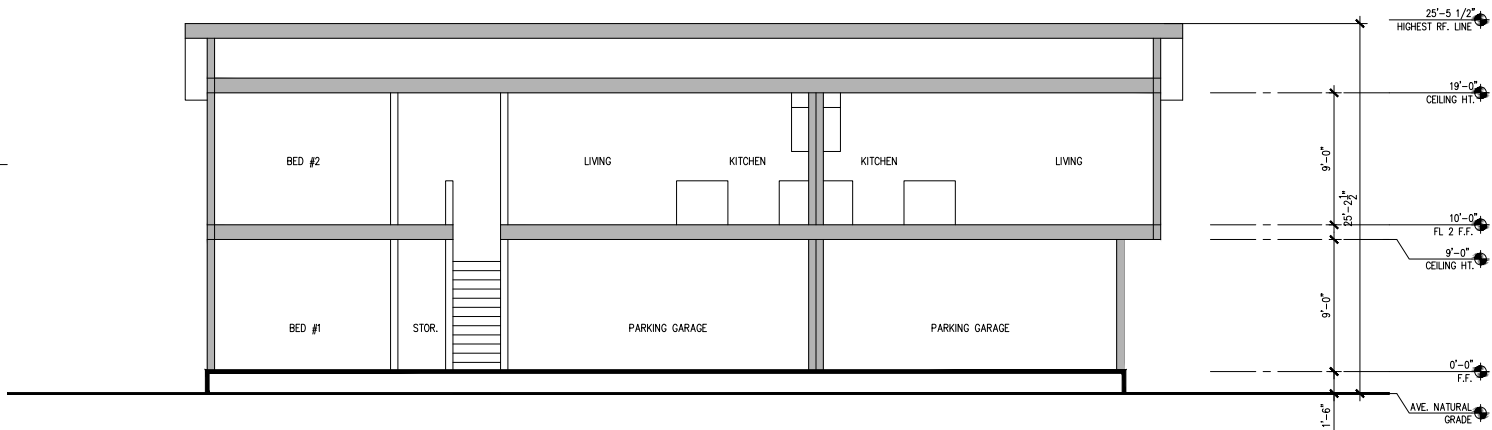 25'-5 1/2"
HIGHEST RF. LINE
19'-0"
CEILING HT.
BED #2
LIVING
KITCHEN
KITCHEN
LIVING
9'-0"
25'-2 1/2"
10'-0"
FL 2 F.F.
9'-0"
CEILING HT.
BED #1
STOR.
PARKING GARAGE
PARKING GARAGE
9'-0"
0'-0"
F.F.
1'-6"
AVE. NATURAL
GRADE